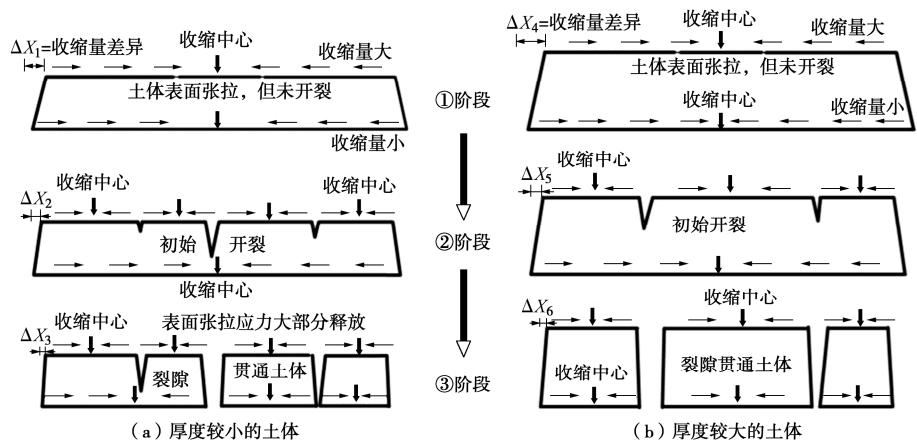 ΔX₁=收缩量差异
收缩中心
收缩量大
土体表面张拉，但未开裂
收缩中心
收缩量小
ΔX₂
收缩中心
收缩中心
初始
开裂
收缩中心
ΔX₃
收缩中心
表面张拉应力大部分释放
裂隙
贯通土体
（a）厚度较小的土体
①阶段
②阶段
③阶段
ΔX₄=收缩量差异
收缩中心
收缩量大
土体表面张拉，但未开裂
收缩中心
收缩量小
ΔX₅
收缩中心
初始开裂
ΔX₆
收缩中心
收缩中心
裂隙贯通土体
（b）厚度较大的土体